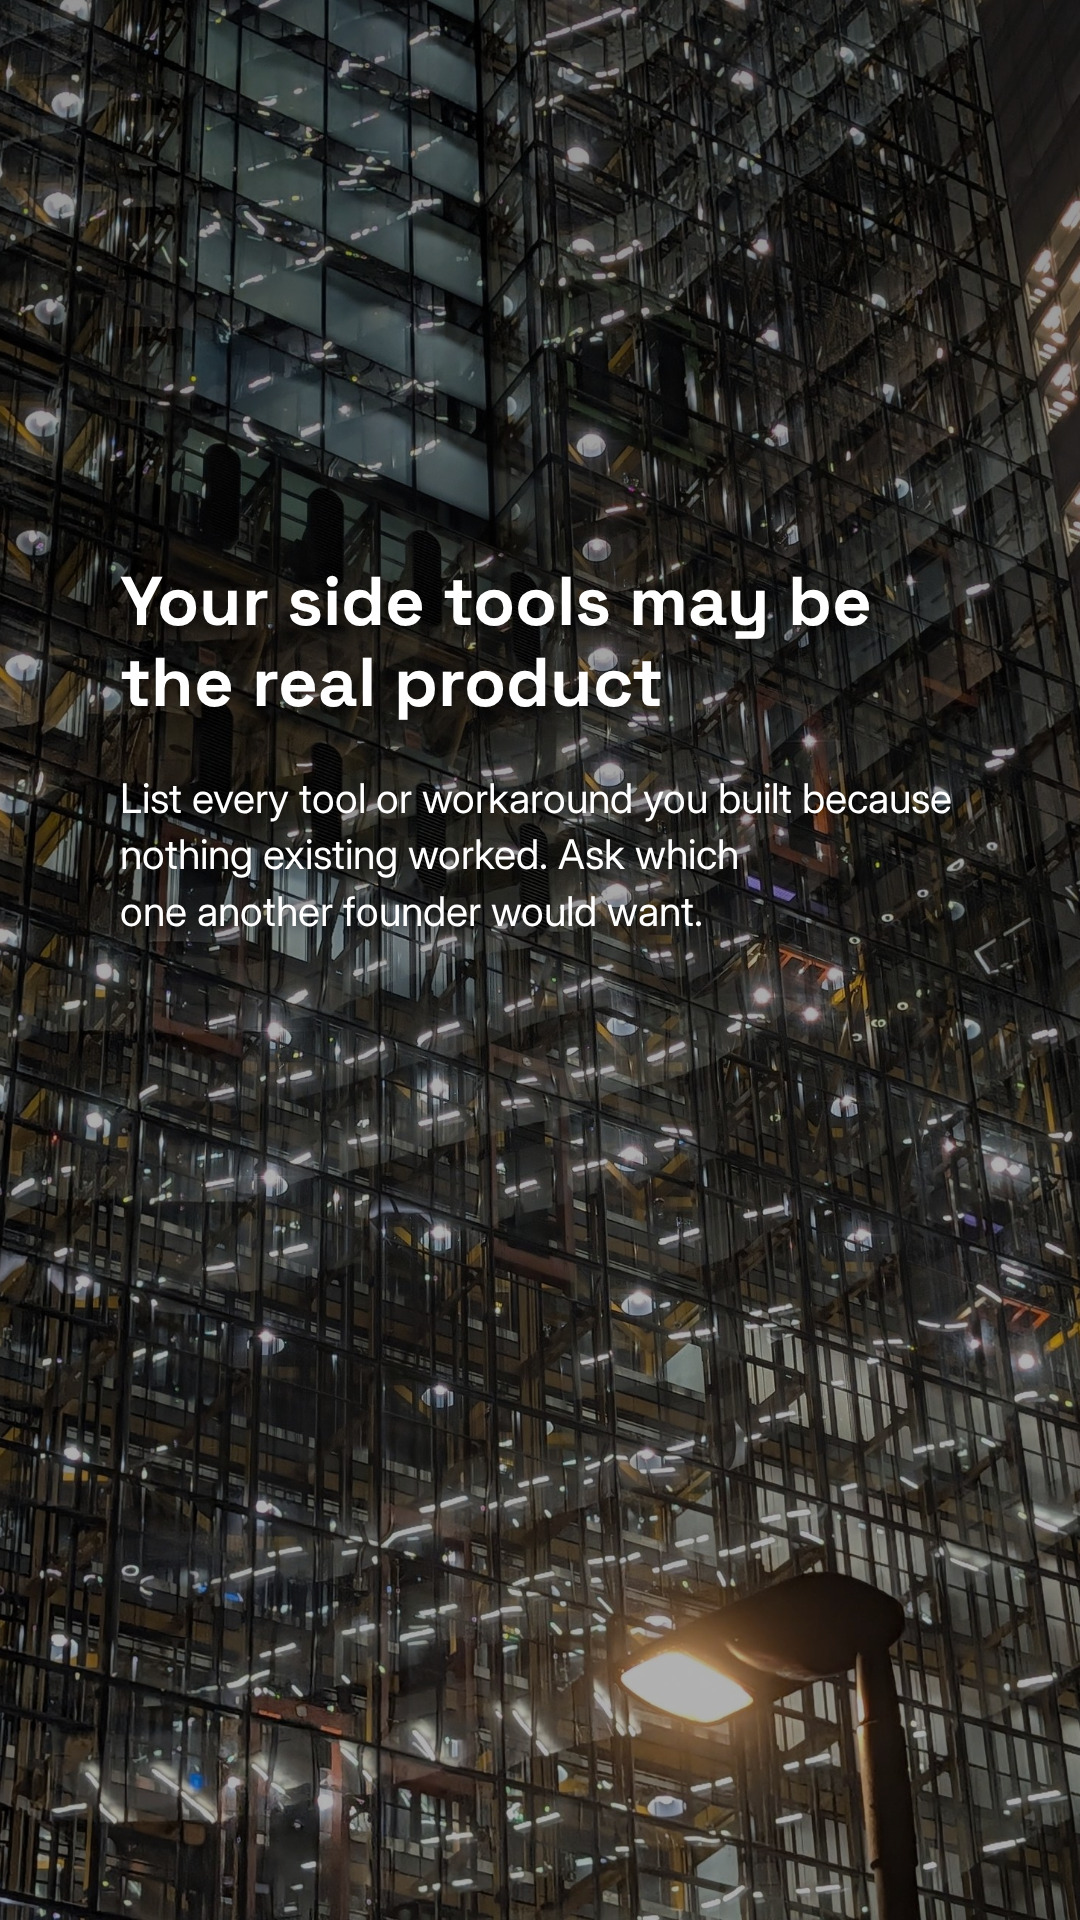 Your side tools may be
the real product
List every tool or workaround you built because
nothing existing worked. Ask which
one another founder would want.